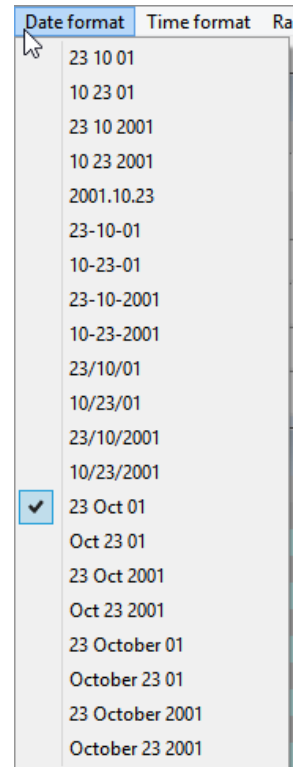 Date format Time format Ra
23 10 01
10 23 01
23 10 2001
10 23 2001
2001.10.23
23-10-01
10-23-01
23-10-2001
10-23-2001
23/10/01
10/23/01
23/10/2001
10/23/2001
23 Oct 01
Oct 23 01
23 Oct 2001
Oct 23 2001
23 October 01
October 23 01
23 October 2001
October 23 2001